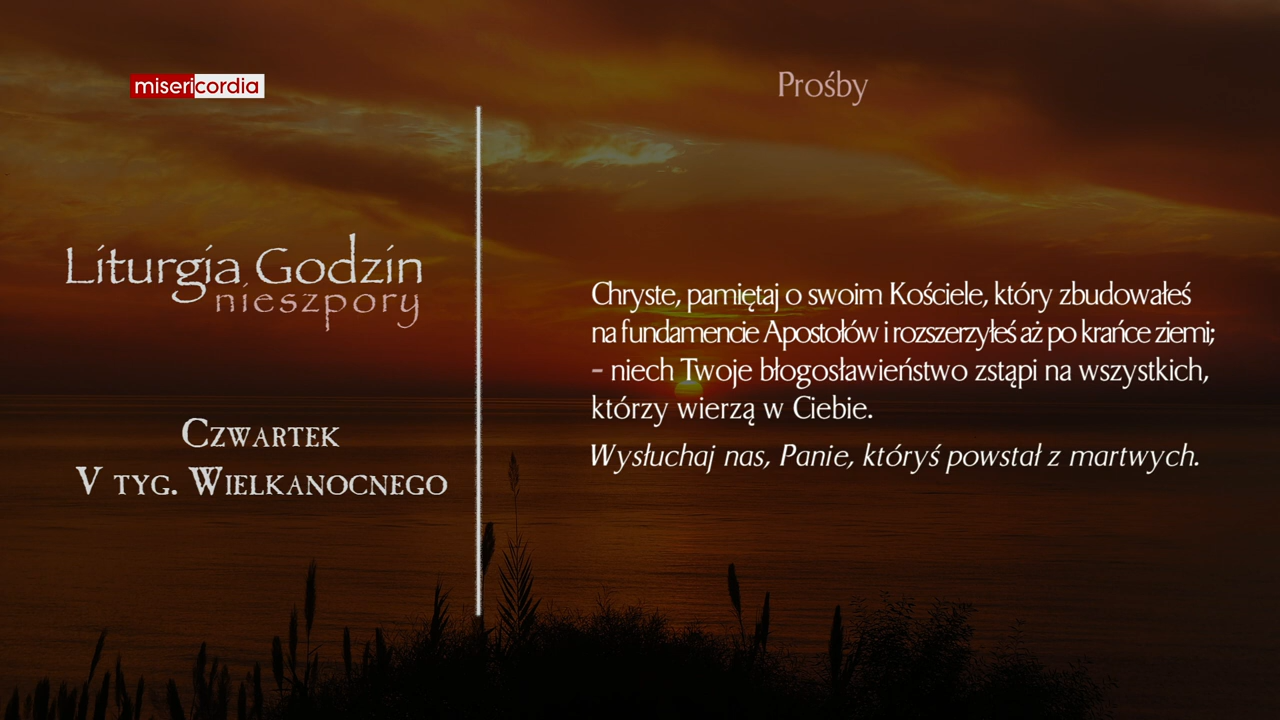 misericordia
Prośby
Liturgia Godzin
nieszpory
Czwartek
V tyg. Wielkanocnego
Chryste, pamiętaj o swoim Kościele, który zbudowałeś
na fundamencie Apostołów i rozszerzyłeś aż po krańce ziemi;
- niech Twoje błogosławieństwo zstąpi na wszystkich,
którzy wierzą w Ciebie.
Wysłuchaj nas, Panie, któryś powstał z martwych.